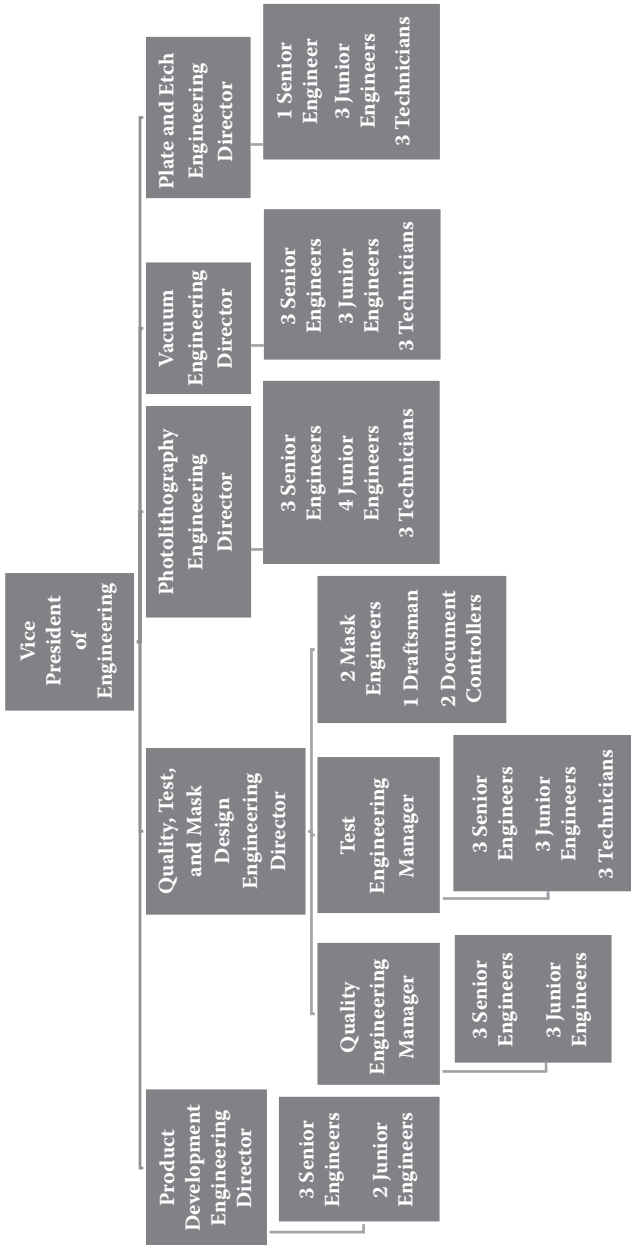 Vice
President
of
Engineering
Product
Development
Engineering
Director
3 Senior
Engineers
2 Junior
Engineers
Quality, Test,
and Mask
Design
Engineering
Director
Quality
Engineering
Manager
3 Senior
Engineers
3 Junior
Engineers
Test
Engineering
Manager
3 Senior
Engineers
3 Junior
Engineers
3 Technicians
2 Mask
Engineers
1 Draftsman
2 Document
Controllers
Photolithography
Engineering
Director
3 Senior
Engineers
4 Junior
Engineers
3 Technicians
Vacuum
Engineering
Director
3 Senior
Engineers
3 Junior
Engineers
3 Technicians
Plate and Etch
Engineering
Director
1 Senior
Engineer
3 Junior
Engineers
3 Technicians